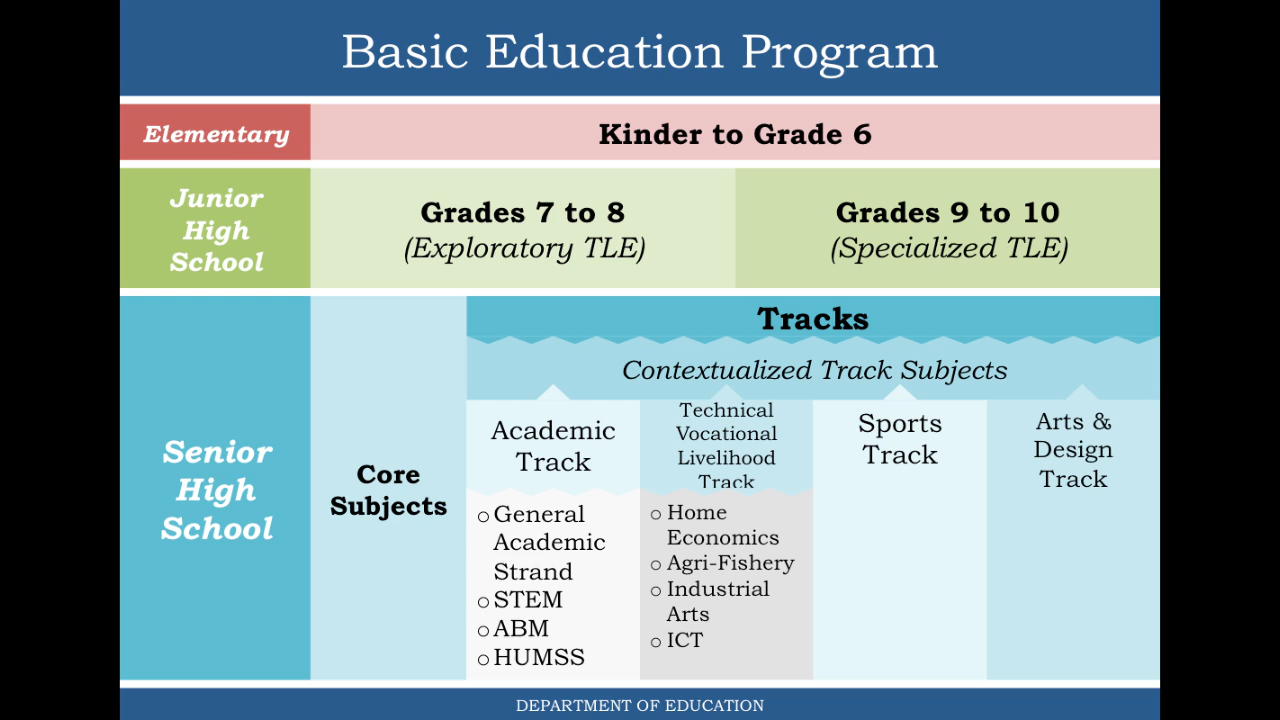 Basic Education Program
Elementary
Kinder to Grade 6
Junior
High
School
Grades 7 to 8
(Exploratory TLE)
Grades 9 to 10
(Specialized TLE)
Senior
High
School
Core
Subjects
Tracks
Contextualized Track Subjects
Academic
Track
○ General
Academic
Strand
○ STEM
○ ABM
○ HUMSS
Technical
Vocational
Livelihood
Track
○ Home
Economics
○ Agri-Fishery
○ Industrial
Arts
○ ICT
Sports
Track
Arts &
Design
Track
DEPARTMENT OF EDUCATION